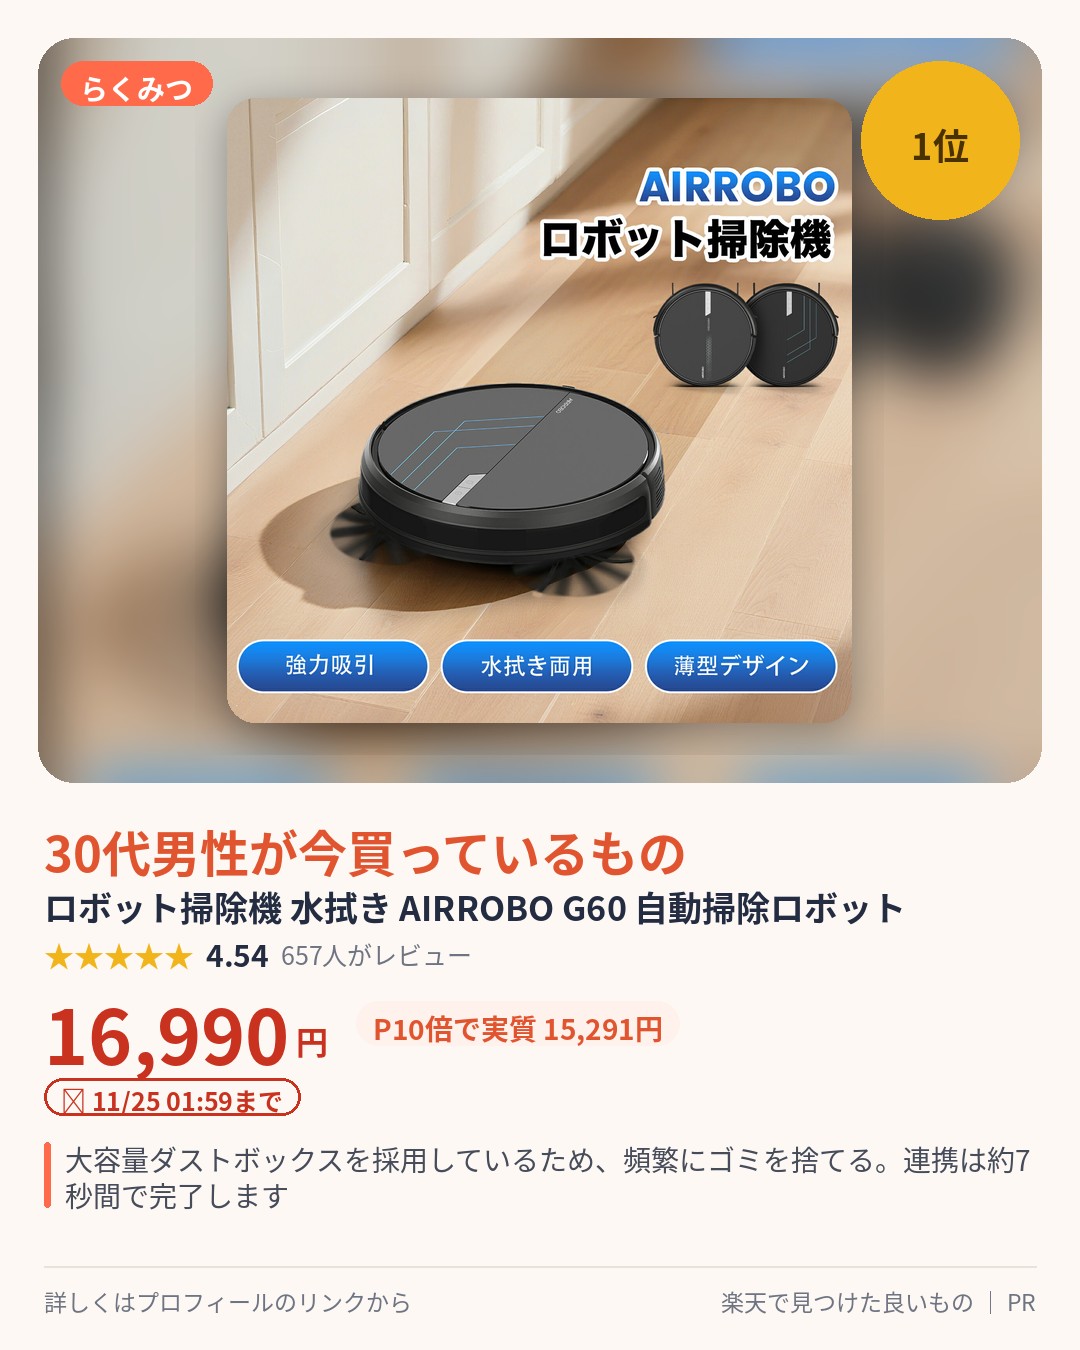 らくみつ
1位
AIRROBO
ロボット掃除機
強力吸引
水拭き両用
薄型デザイン
30代男性が今買っているもの
ロボット掃除機 水拭き AIRROBO G60 自動掃除ロボット
★★★★★ 4.54 657人がレビュー
16,990円 P10倍で実質 15,291円
11/25 01:59まで
大容量ダストボックスを採用しているため、頻繁にゴミを捨てる。連携は約7
秒間で完了します
詳しくはプロフィールのリンクから
楽天で見つけた良いもの | PR